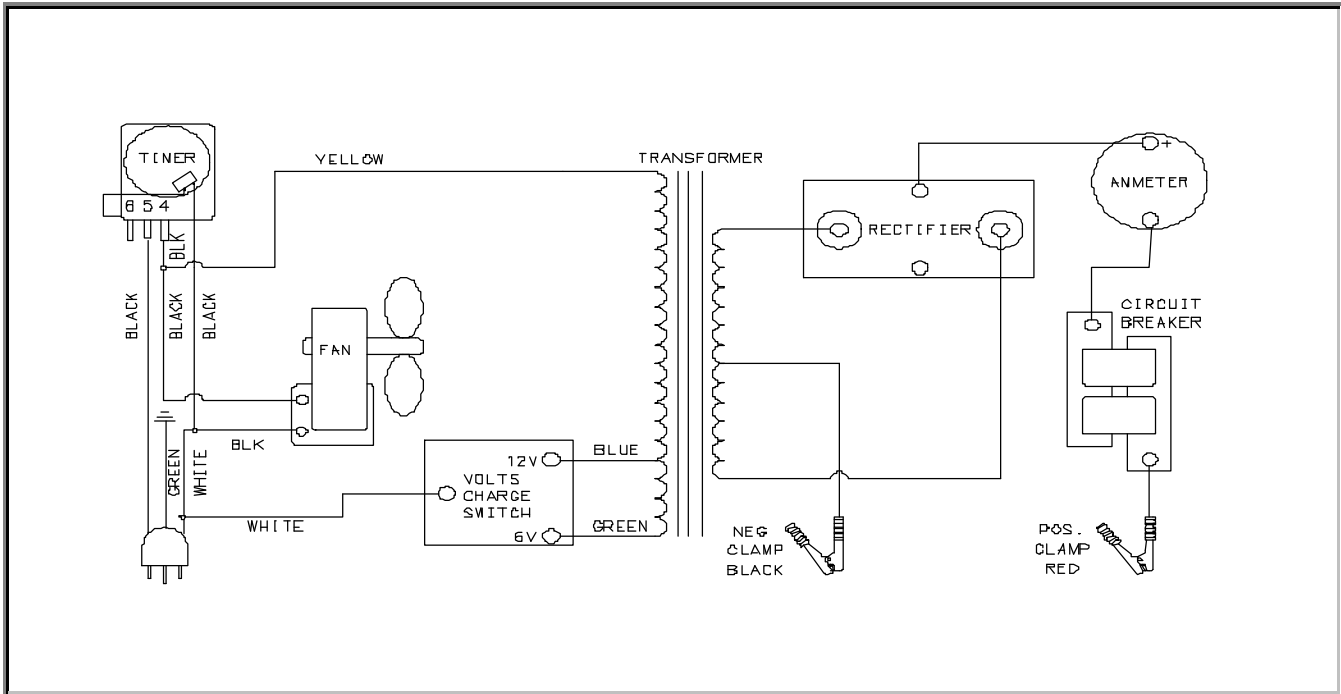 TINER
6 5 4
BLK
BLACK
BLACK
BLACK
YELLOW
TRANSFORMER
RECTIFIER
+
ANMETER
CIRCUIT
BREAKER
FAN
BLK
GREEN
WHITE
WHITE
12V
VOLTS
CHARGE
SWITCH
6V
BLUE
GREEN
NEG
CLAMP
BLACK
POS.
CLAMP
RED